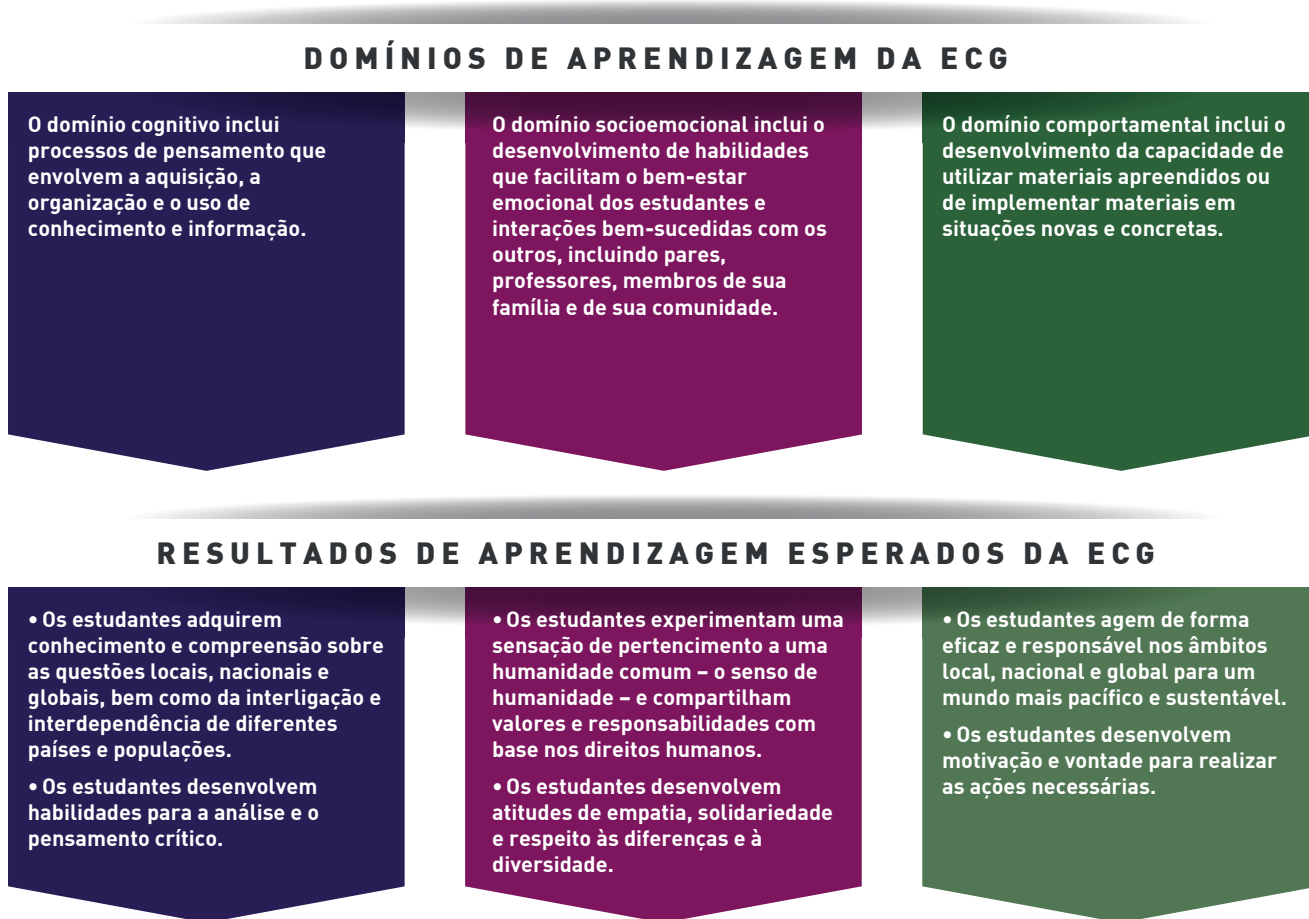 DOMÍNIOS DE APRENDIZAGEM DA ECG
O domínio cognitivo inclui
processos de pensamento que
envolvem a aquisição, a
organização e o uso de
conhecimento e informação.
O domínio socioemocional inclui o
desenvolvimento de habilidades
que facilitam o bem-estar
emocional dos estudantes e
interações bem-sucedidas com os
outros, incluindo pares,
professores, membros de sua
família e de sua comunidade.
O domínio comportamental inclui o
desenvolvimento da capacidade de
utilizar materiais apreendidos ou
de implementar materiais em
situações novas e concretas.
RESULTADOS DE APRENDIZAGEM ESPERADOS DA ECG
• Os estudantes adquirem
conhecimento e compreensão sobre
as questões locais, nacionais e
globais, bem como da interligação e
interdependência de diferentes
países e populações.
• Os estudantes desenvolvem
habilidades para a análise e o
pensamento crítico.
• Os estudantes experimentam uma
sensação de pertencimento a uma
humanidade comum – o senso de
humanidade – e compartilham
valores e responsabilidades com
base nos direitos humanos.
• Os estudantes desenvolvem
atitudes de empatia, solidariedade
e respeito às diferenças e à
diversidade.
• Os estudantes agem de forma
eficaz e responsável nos âmbitos
local, nacional e global para um
mundo mais pacífico e sustentável.
• Os estudantes desenvolvem
motivação e vontade para realizar
as ações necessárias.